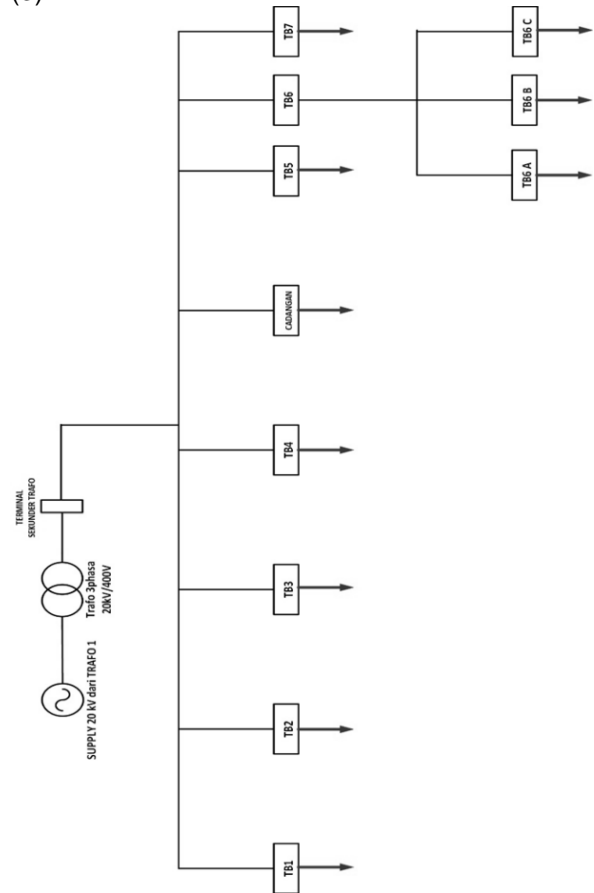 SUPPLY 20 kV dari TRAFO 1
Trafo 3phasa
20kV/400V
TERMINAL
SEKUNDER TRAFO
TB1
TB2
TB3
TB4
CADANGAN
TB5
TB6
TB7
TB6 A
TB6 B
TB6 C